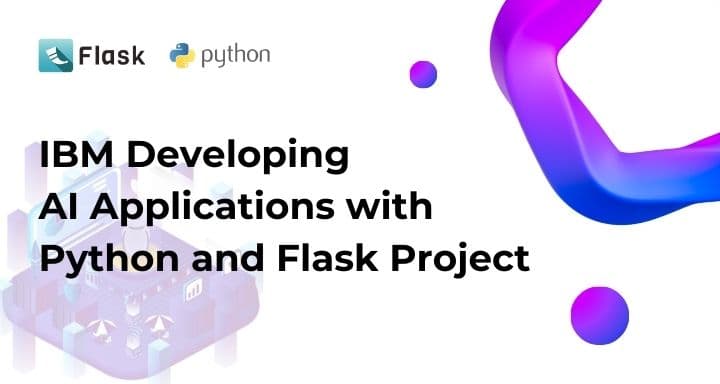 Flask python
IBM Developing
AI Applications with
Python and Flask Project